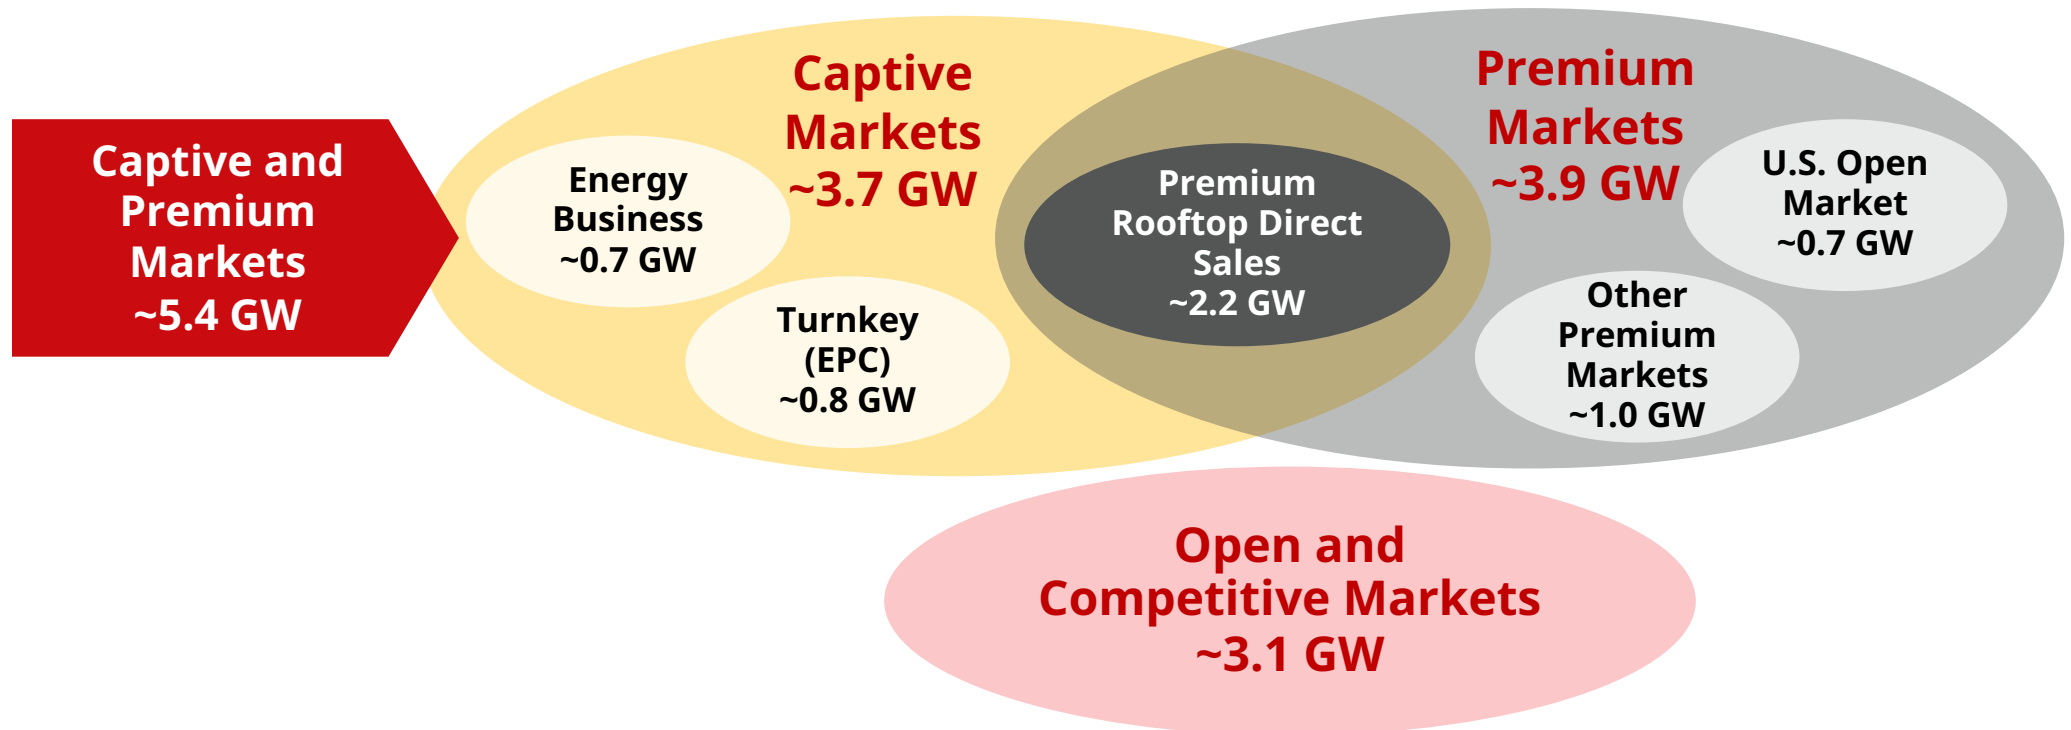 Captive and
Premium
Markets
~5.4 GW
Captive
Markets
~3.7 GW
Energy
Business
~0.7 GW
Turnkey
(EPC)
~0.8 GW
Premium
Rooftop Direct
Sales
~2.2 GW
Premium
Markets
~3.9 GW
U.S. Open
Market
~0.7 GW
Other
Premium
Markets
~1.0 GW
Open and
Competitive Markets
~3.1 GW